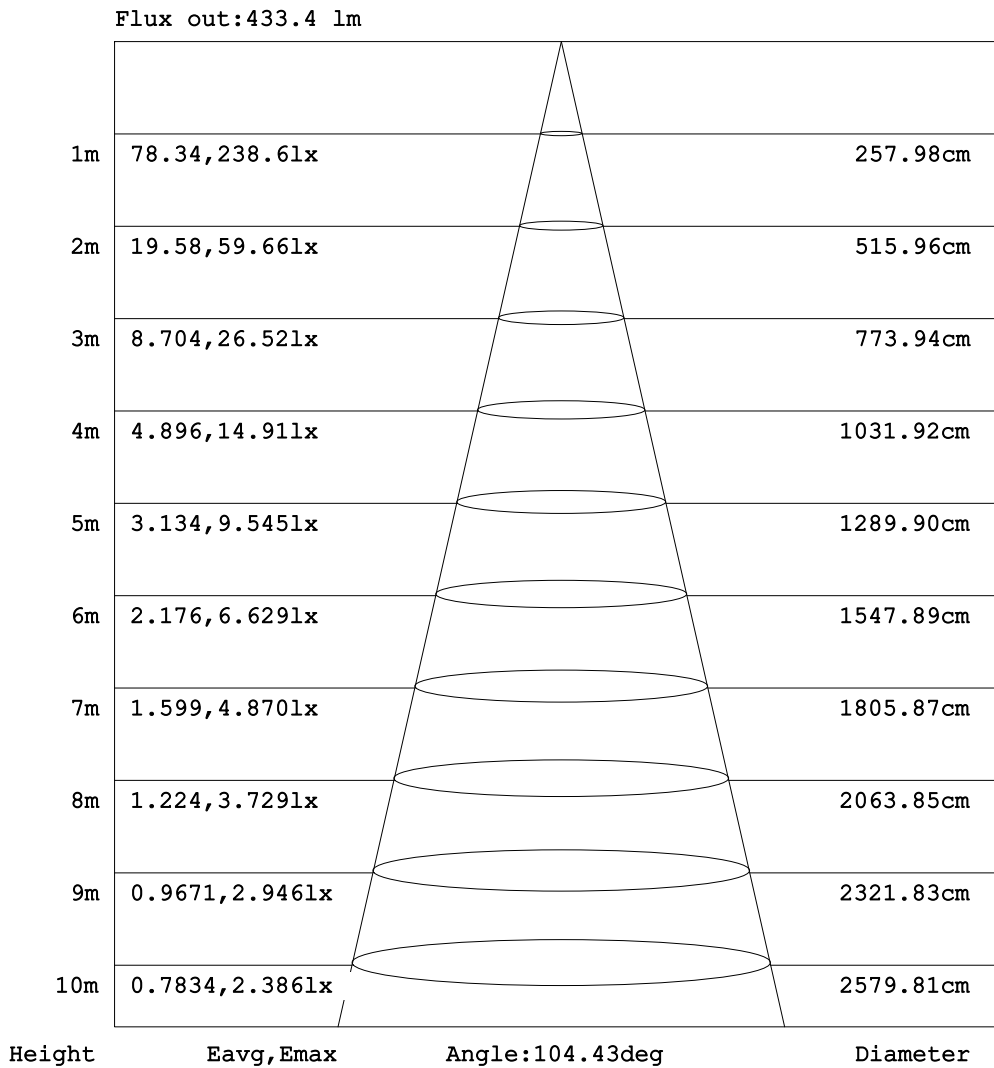 Flux out:433.4 lm
1m 78.34,238.6lx 257.98cm
2m 19.58,59.66lx 515.96cm
3m 8.704,26.52lx 773.94cm
4m 4.896,14.91lx 1031.92cm
5m 3.134,9.545lx 1289.90cm
6m 2.176,6.629lx 1547.89cm
7m 1.599,4.870lx 1805.87cm
8m 1.224,3.729lx 2063.85cm
9m 0.9671,2.946lx 2321.83cm
10m 0.7834,2.386lx 2579.81cm
Height Eavg,Emax Angle:104.43deg Diameter